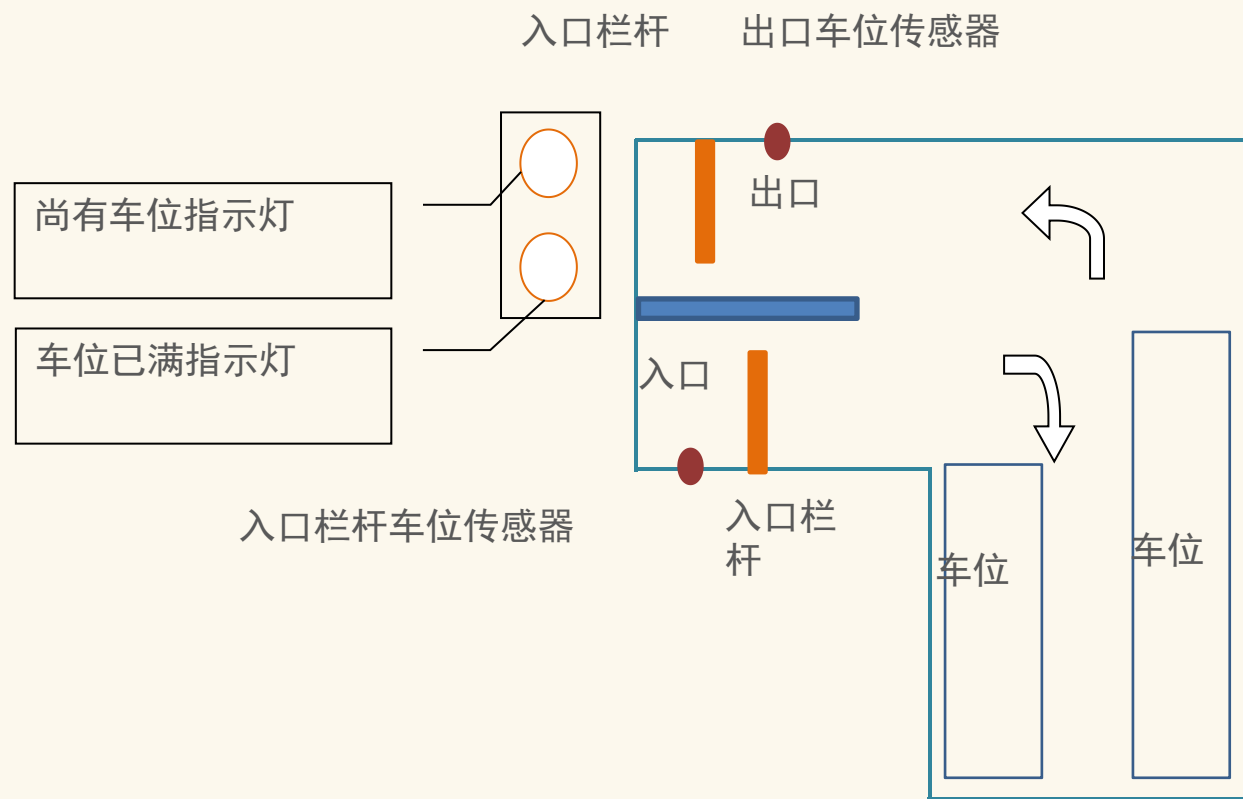 入口栏杆
出口车位传感器
尚有车位指示灯
出口
车位已满指示灯
入口
入口栏杆车位传感器
入口栏
杆
车位
车位